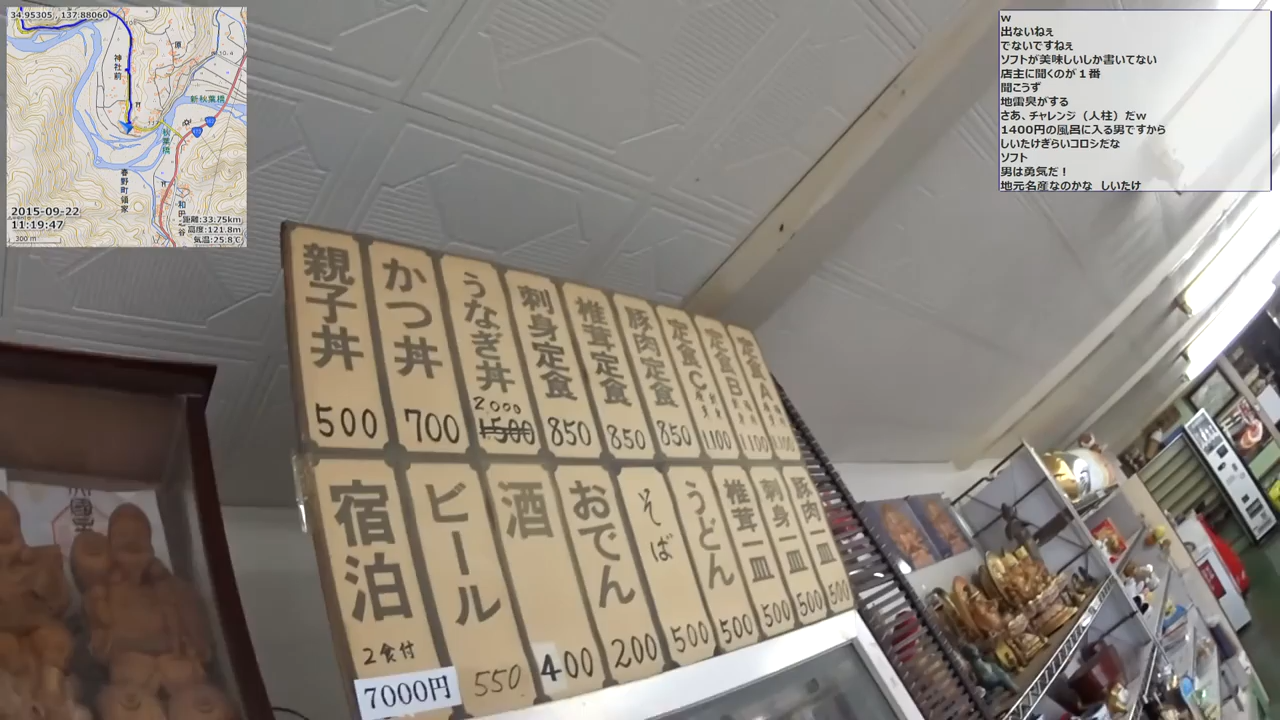 34.95305 , 137.88060
神社前
原
新秋葉橋
秋葉橋
春野町領家
和田之谷
2015-09-22
11:19:47
300 m
距離:33.75km
高度:121.8m
気温:25.8℃
w
出ないねぇ
でないですねぇ
ソフトが美味しいしか書いてない
店主に聞くのが１番
聞こうず
地雷臭がする
さあ、チャレンジ（人柱）だｗ
1400円の風呂に入る男ですから
しいたけぎらいコロシだな
ソフト
男は勇気だ！
地元名産なのかな しいたけ
親子丼 500
かつ丼 700
うなぎ丼 2000 1500
刺身定食 850
椎茸定食 850
豚肉定食 850
定食C 1100
定食B 1100
定食A 1100
宿泊 2食付 7000円
ビール 550
酒 400
おでん 200
そば 500
うどん 500
椎茸一皿 500
刺身一皿 500
豚肉一皿 500